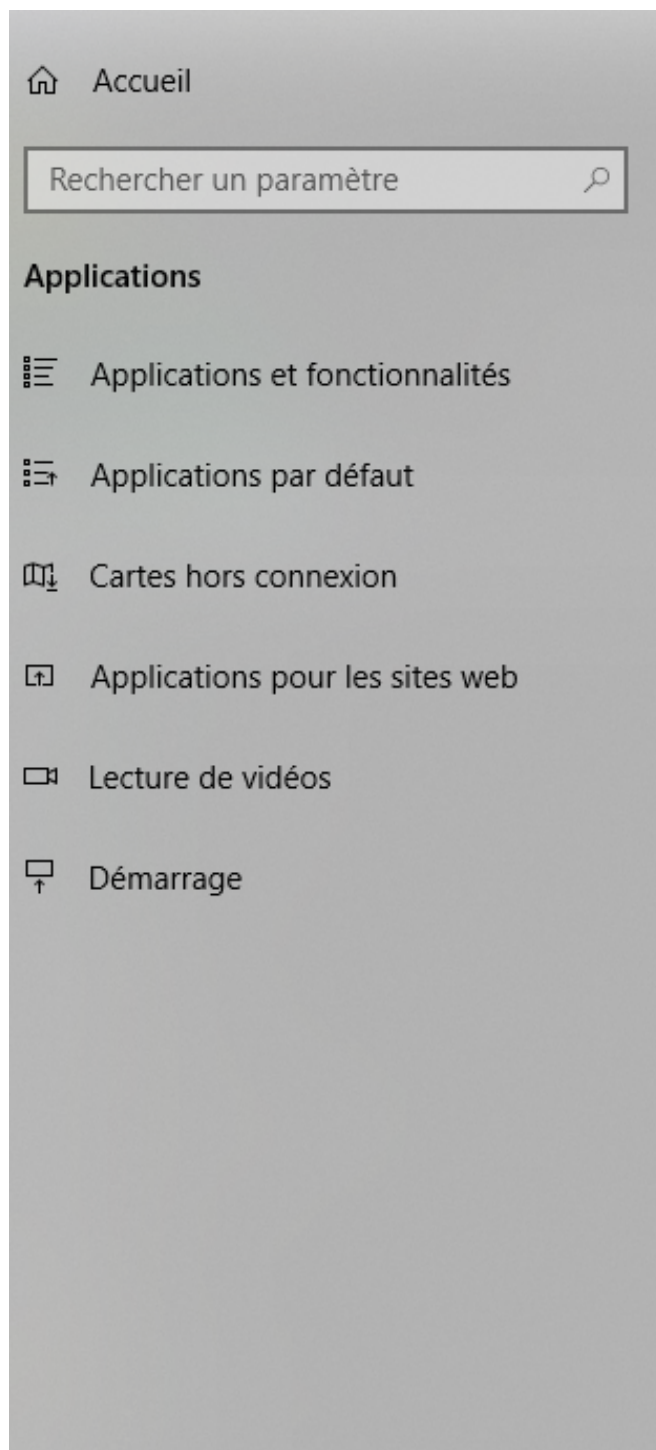 Accueil
Rechercher un paramètre
Applications
Applications et fonctionnalités
Applications par défaut
Cartes hors connexion
Applications pour les sites web
Lecture de vidéos
Démarrage